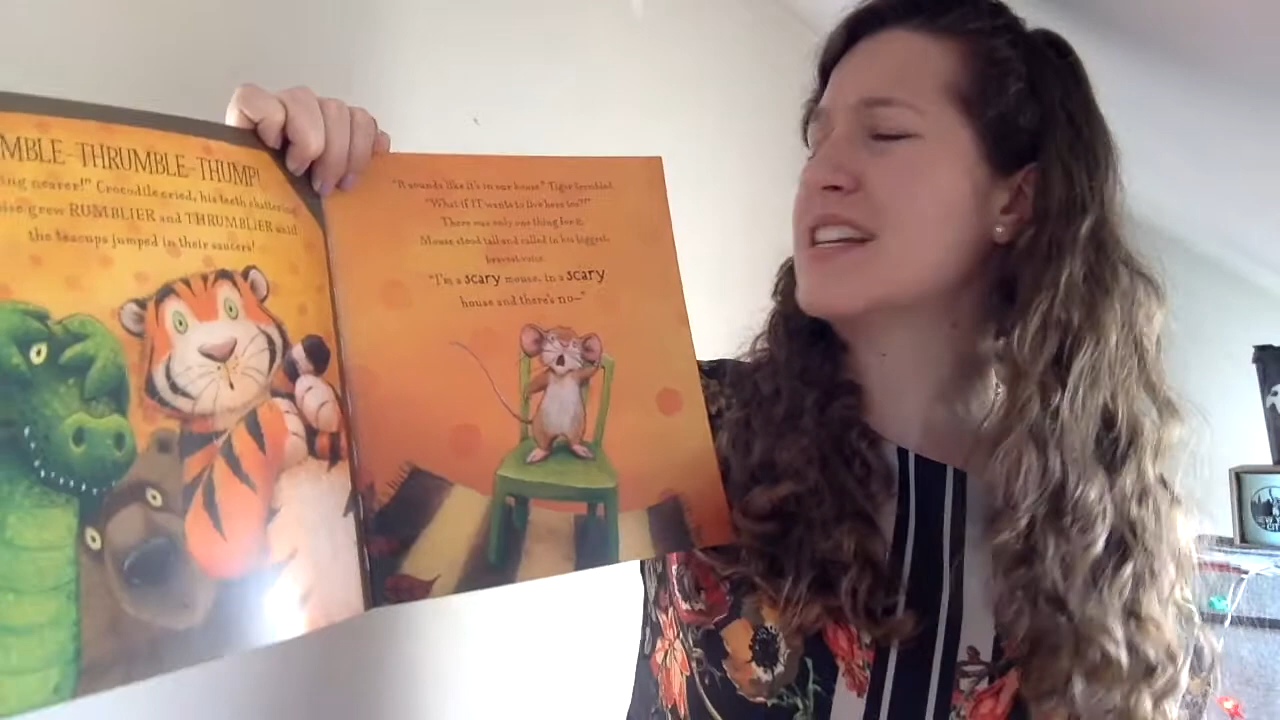 MBLE-THRUMBLE-THUMP!
ing nearer!" Crocodile cried, his teeth chattering
oise grew RUMBLIER and THRUMBLIER and
the teacups jumped in their saucers!
"It sounds like it's in our house," Tiger trembled.
"What if IT wants to live here too?!"
There was only one thing for it.
Mouse stood tall and called in his biggest,
bravest voice,
"I'm a scary mouse, in a scary
house and there's no—"